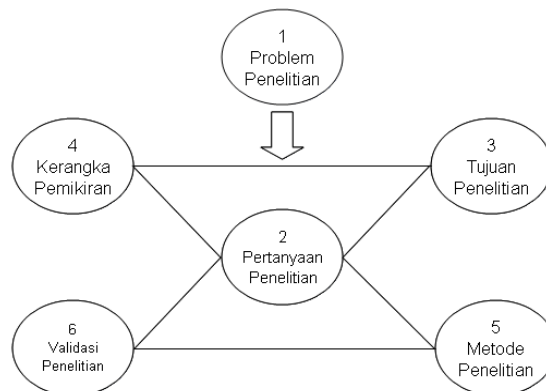 1
Problem
Penelitian
4
Kerangka
Pemikiran
3
Tujuan
Penelitian
2
Pertanyaan
Penelitian
6
Validasi
Penelitian
5
Metode
Penelitian